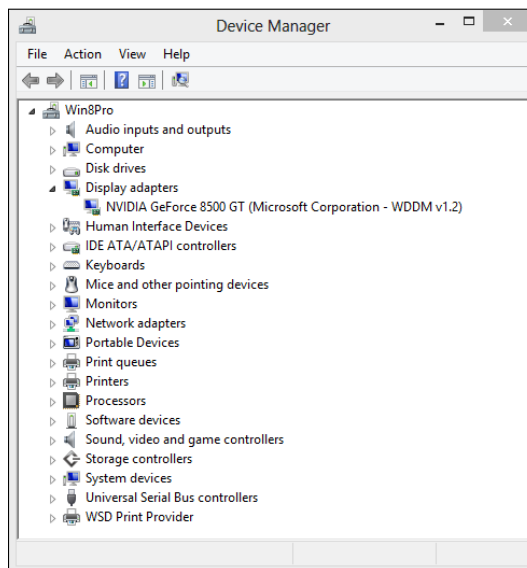 Device Manager
File Action View Help
Win8Pro
Audio inputs and outputs
Computer
Disk drives
Display adapters
NVIDIA GeForce 8500 GT (Microsoft Corporation - WDDM v1.2)
Human Interface Devices
IDE ATA/ATAPI controllers
Keyboards
Mice and other pointing devices
Monitors
Network adapters
Portable Devices
Print queues
Printers
Processors
Software devices
Sound, video and game controllers
Storage controllers
System devices
Universal Serial Bus controllers
WSD Print Provider